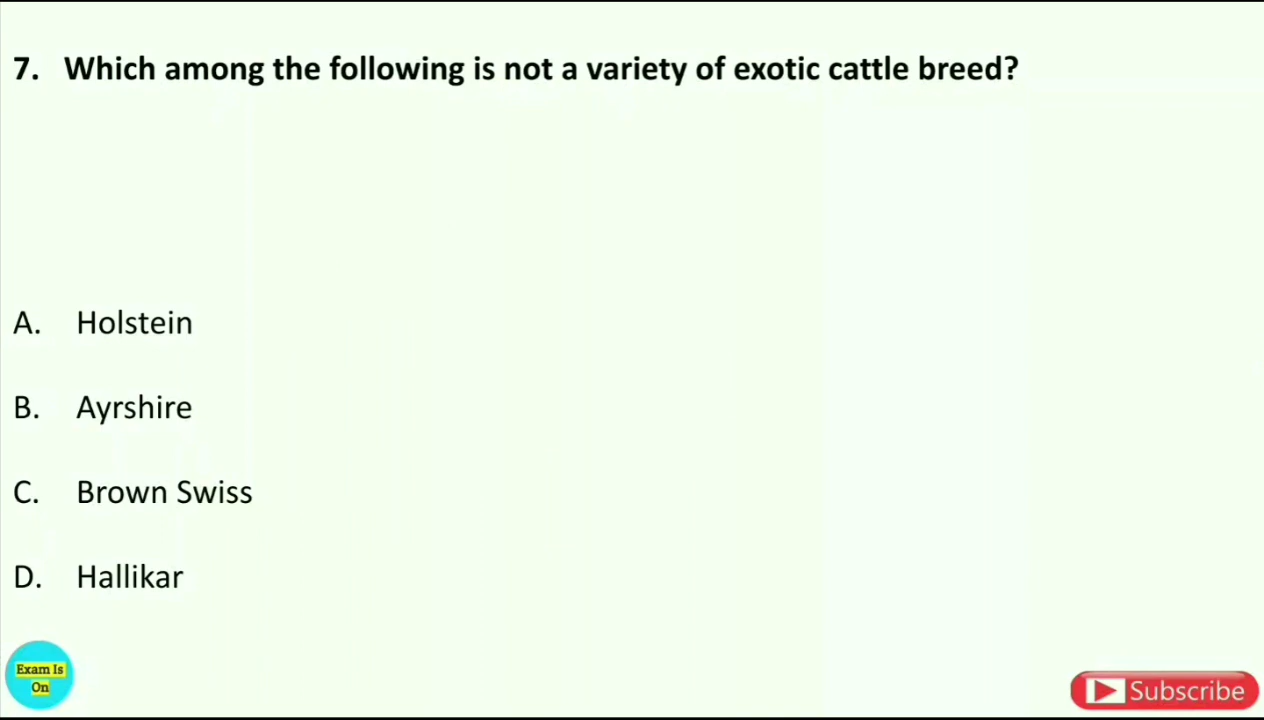 7. Which among the following is not a variety of exotic cattle breed?
A. Holstein
B. Ayrshire
C. Brown Swiss
D. Hallikar
Exam Is
On
Subscribe